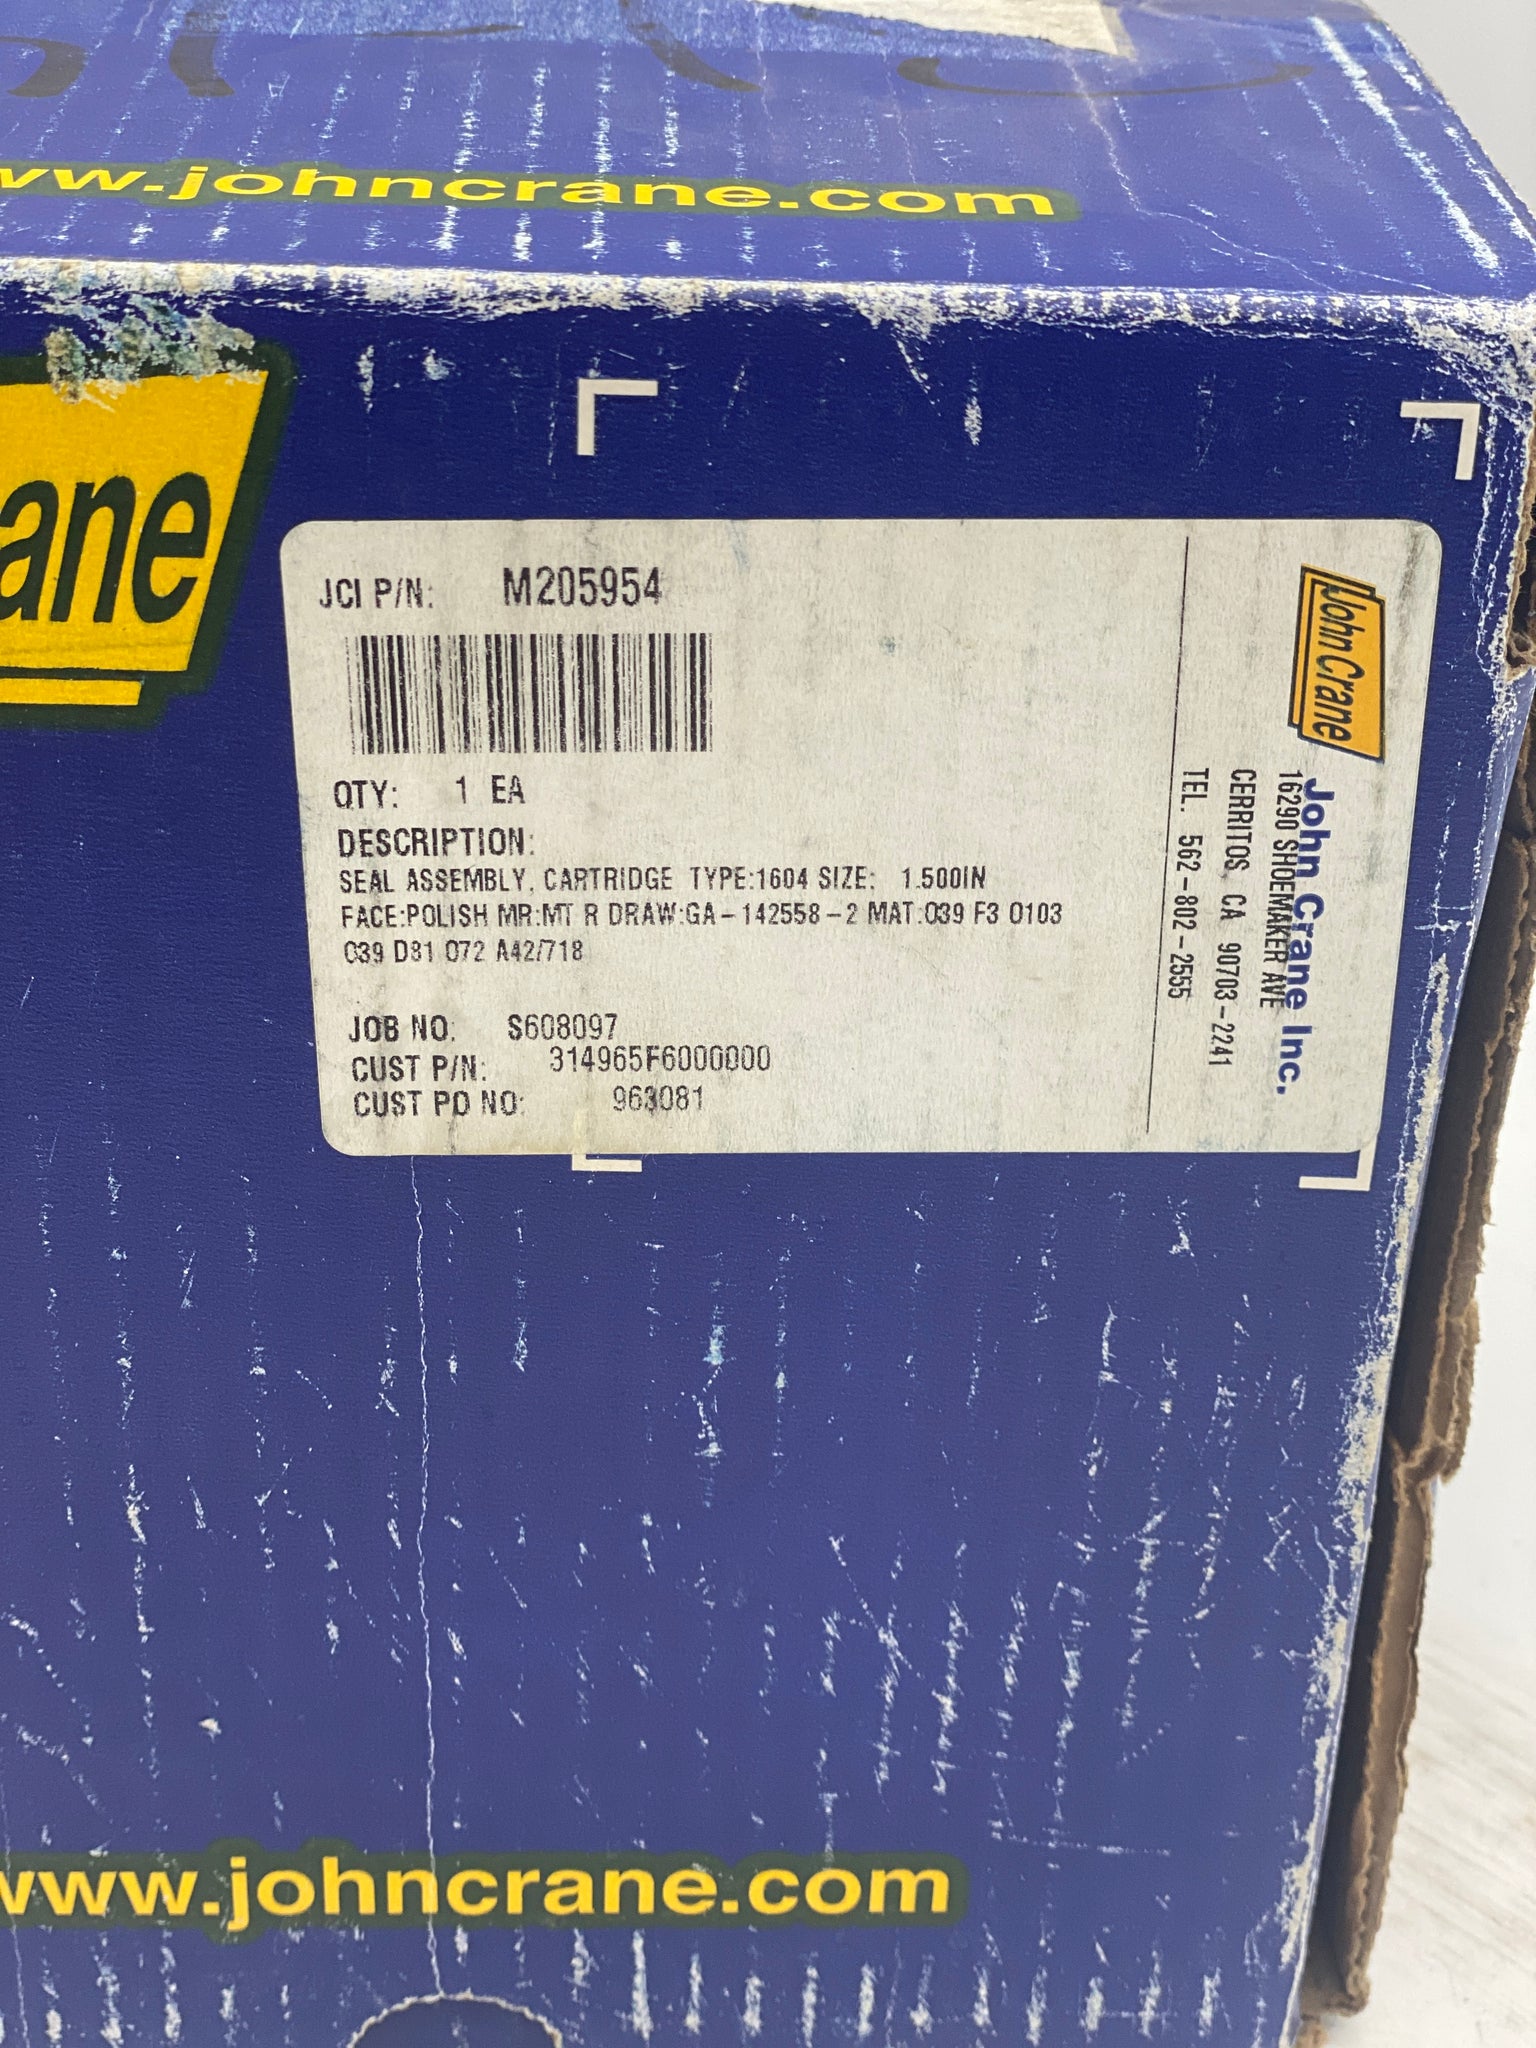 ww.johncrane.com
ane
JCI P/N: M205954
QTY: 1 EA
DESCRIPTION:
SEAL ASSEMBLY, CARTRIDGE TYPE:1604 SIZE: 1.500IN
FACE:POLISH MR:MT R DRAW:GA-142558-2 MAT:039 F3 0103
039 D81 072 A42/718
JOB NO: S608097
CUST P/N: 314965F6000000
CUST PO NO: 963081
John Crane
John Crane Inc.
16290 SHOEMAKER AVE
CERRITOS, CA 90703-2241
TEL. 562-802-2555
www.johncrane.com